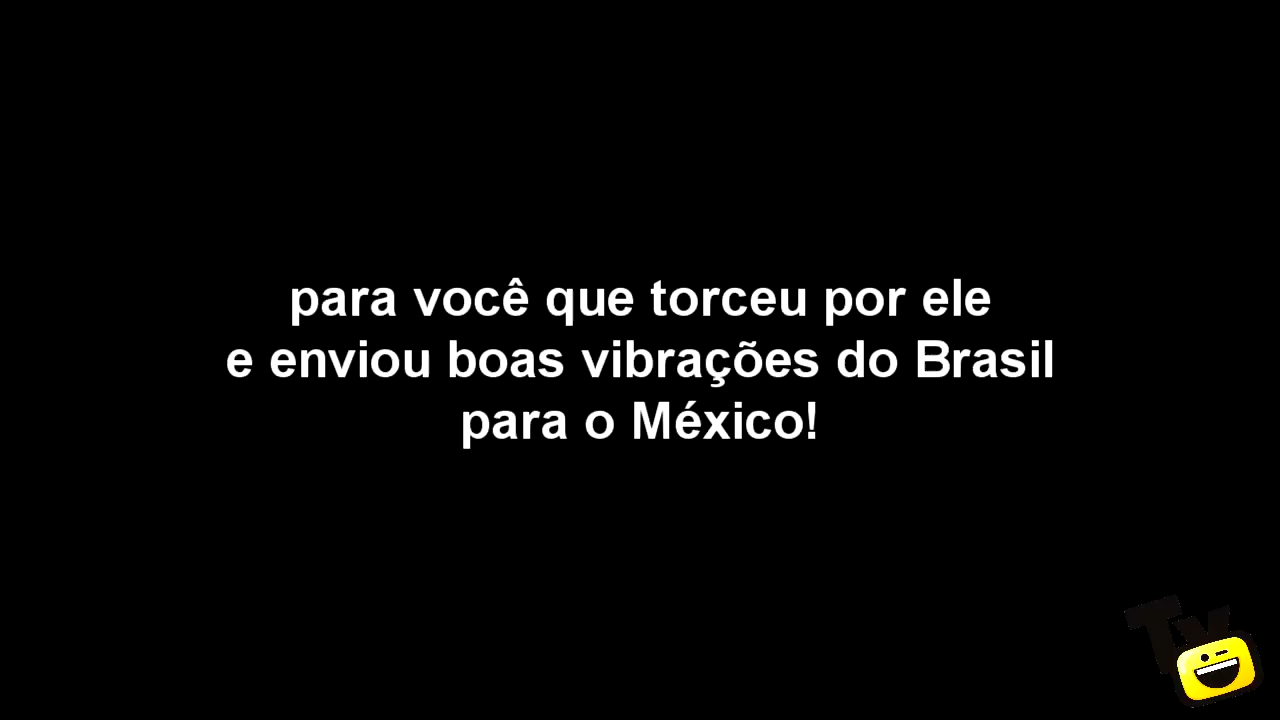 para você que torceu por ele
e enviou boas vibrações do Brasil
para o México!
Tv